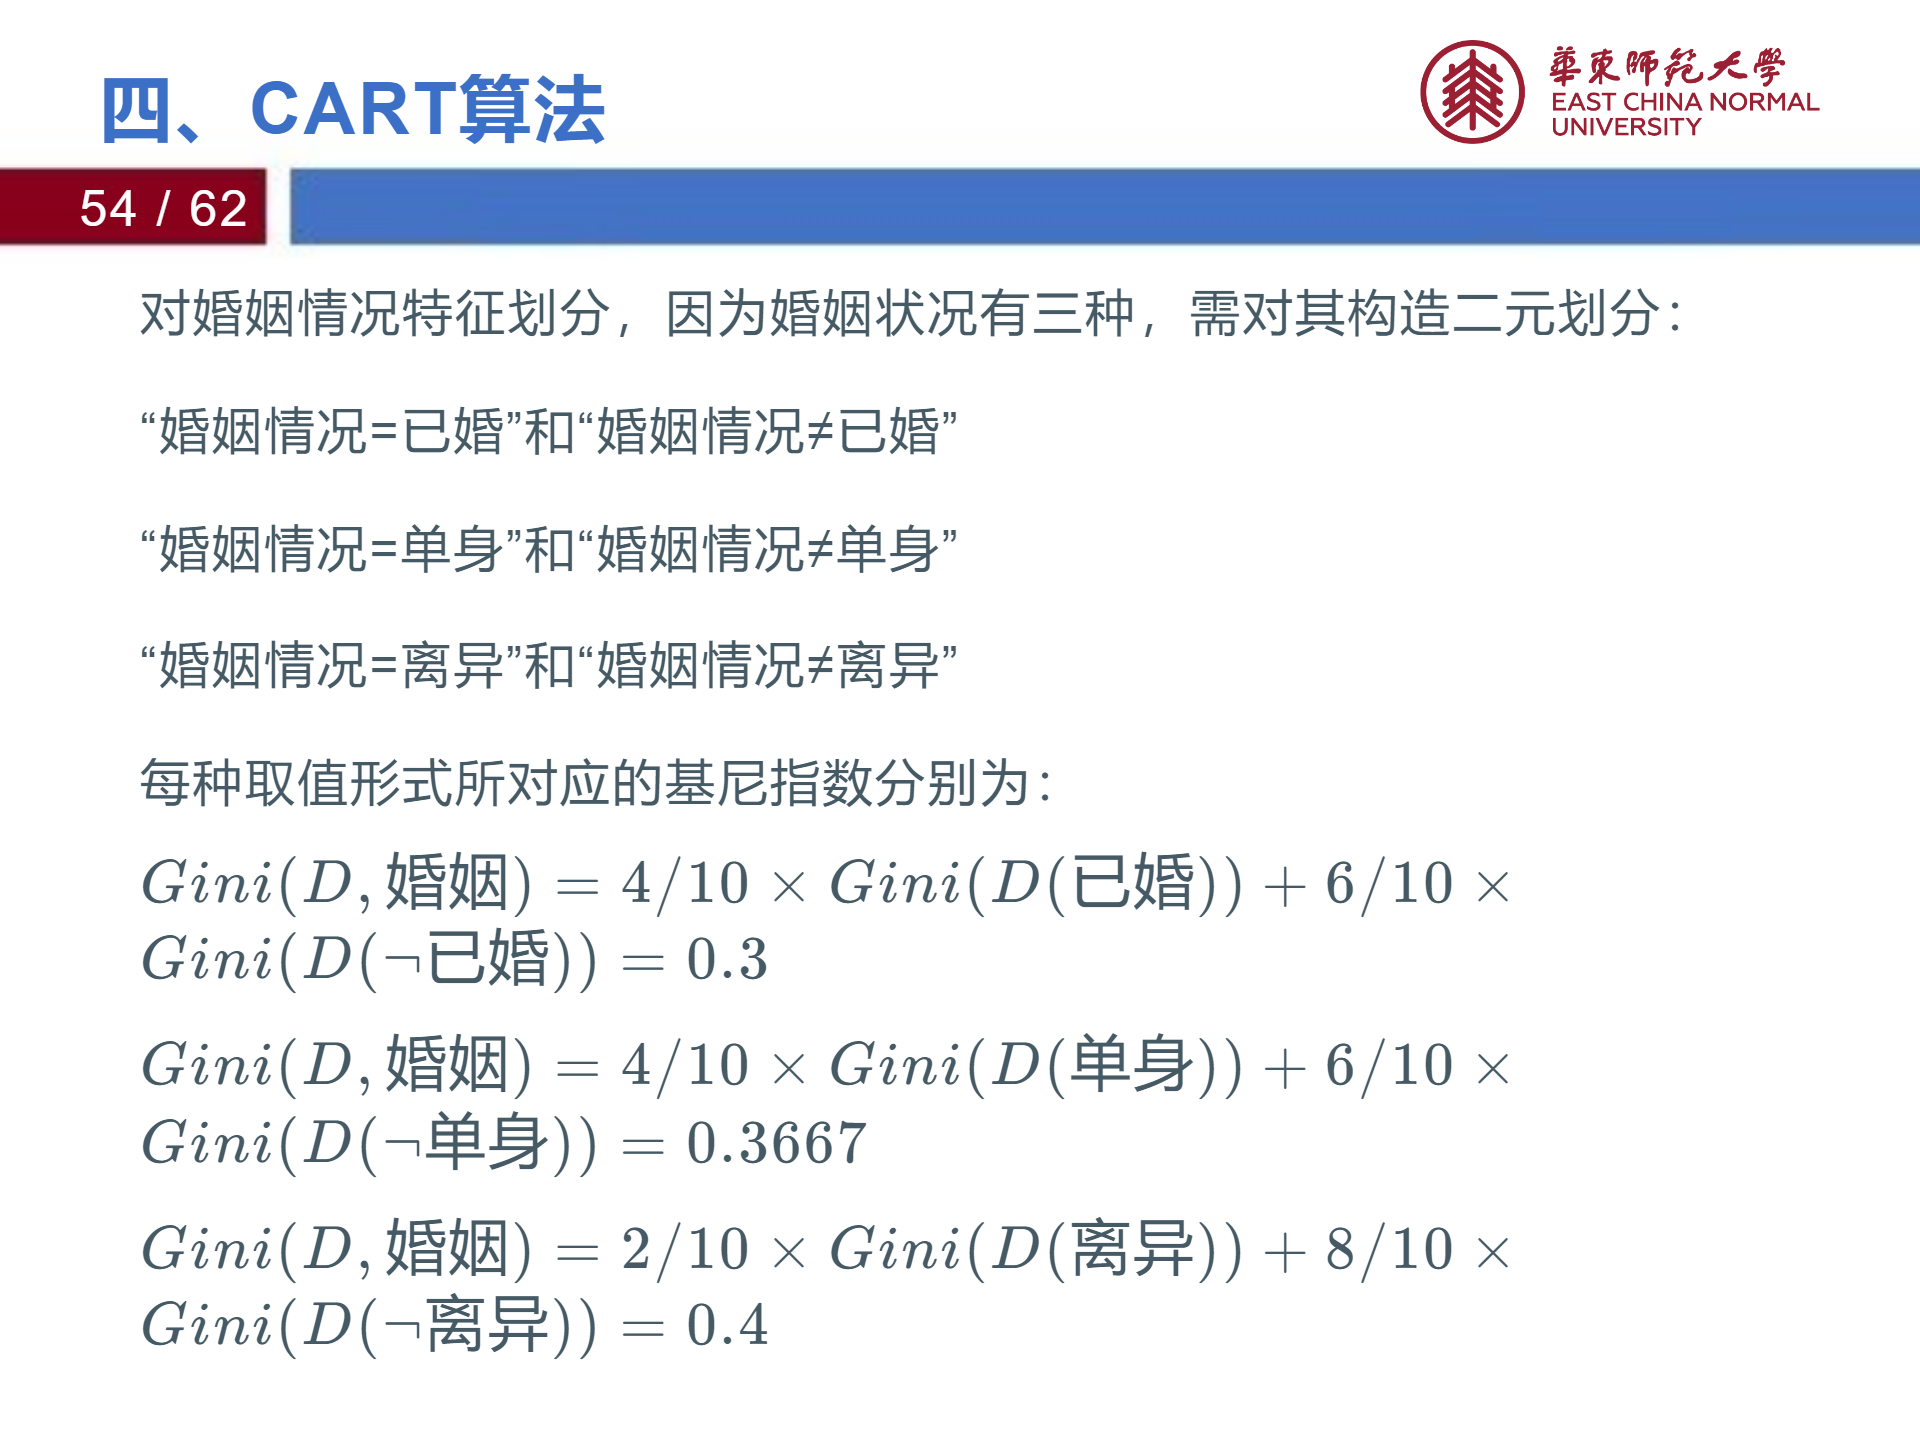 四、CART算法
華東師範大學
EAST CHINA NORMAL
UNIVERSITY
54 / 62
对婚姻情况特征划分，因为婚姻状况有三种，需对其构造二元划分：
“婚姻情况=已婚”和“婚姻情况≠已婚”
“婚姻情况=单身”和“婚姻情况≠单身”
“婚姻情况=离异”和“婚姻情况≠离异”
每种取值形式所对应的基尼指数分别为：
Gini(D,婚姻) = 4/10 × Gini(D(已婚)) + 6/10 ×
Gini(D(¬已婚)) = 0.3
Gini(D,婚姻) = 4/10 × Gini(D(单身)) + 6/10 ×
Gini(D(¬单身)) = 0.3667
Gini(D,婚姻) = 2/10 × Gini(D(离异)) + 8/10 ×
Gini(D(¬离异)) = 0.4